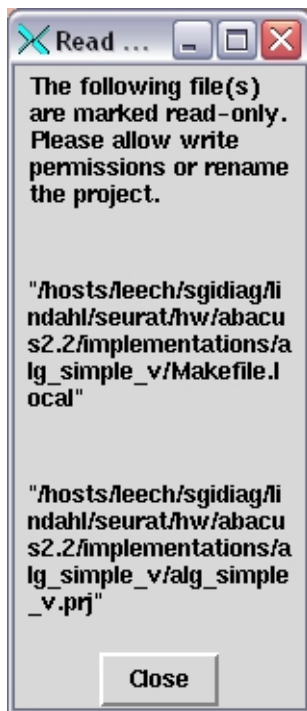 Read ...
The following file(s)
are marked read-only.
Please allow write
permissions or rename
the project.
"/hosts/leech/sgidiag/li
ndahl/seurat/hw/abacu
s2.2/implementations/a
lg_simple_v/Makefile.l
ocal"
"/hosts/leech/sgidiag/li
ndahl/seurat/hw/abacu
s2.2/implementations/a
lg_simple_v/alg_simple
_v.prj"
Close